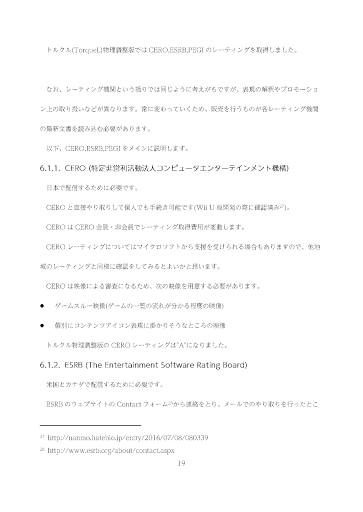 トルクル(TorqueL)物理調整版では CERO,ESRB,PEGI のレーティングを取得しました。
なお、レーティング機関という括りでは同じように考えがちですが、表現の解釈やプロモーショ
ン上の取り扱いなどが異なります。常に変わっていくため、販売を行うものが各レーティング機関
の最新文書を読み込む必要があります。
以下、CERO,ESRB,PEGI をメインに説明します。
6.1.1. CERO (特定非営利活動法人コンピュータエンターテインメント機構)
日本で配信するために必要です。
CERO と直接やり取りして個人でも手続き可能です(Wii U 版開発の際に確認済み²⁷)。
CERO は CERO 会員・非会員でレーティング取得費用が変動します。
CERO レーティングについてはマイクロソフトから支援を受けられる場合もありますので、他地
域のレーティングと同様に確認をしてみるとよいかと思います。
CERO は映像による審査になるため、次の映像を用意する必要があります。
● ゲームスルー映像(ゲームの一覧の流れが分かる程度の映像)
● 個別にコンテンツアイコン表現に掛かりそうなところの映像
トルクル物理調整版の CERO レーティングは"A"になりました。
6.1.2. ESRB (The Entertainment Software Rating Board)
米国とカナダで配信するために必要です。
ESRB のウェブサイトの Contact フォーム²⁸から連絡をとり、メールでのやり取りを行ったとこ
²⁷ http://nanmo.hateblo.jp/entry/2016/07/08/080339
²⁸ http://www.esrb.org/about/contact.aspx
19